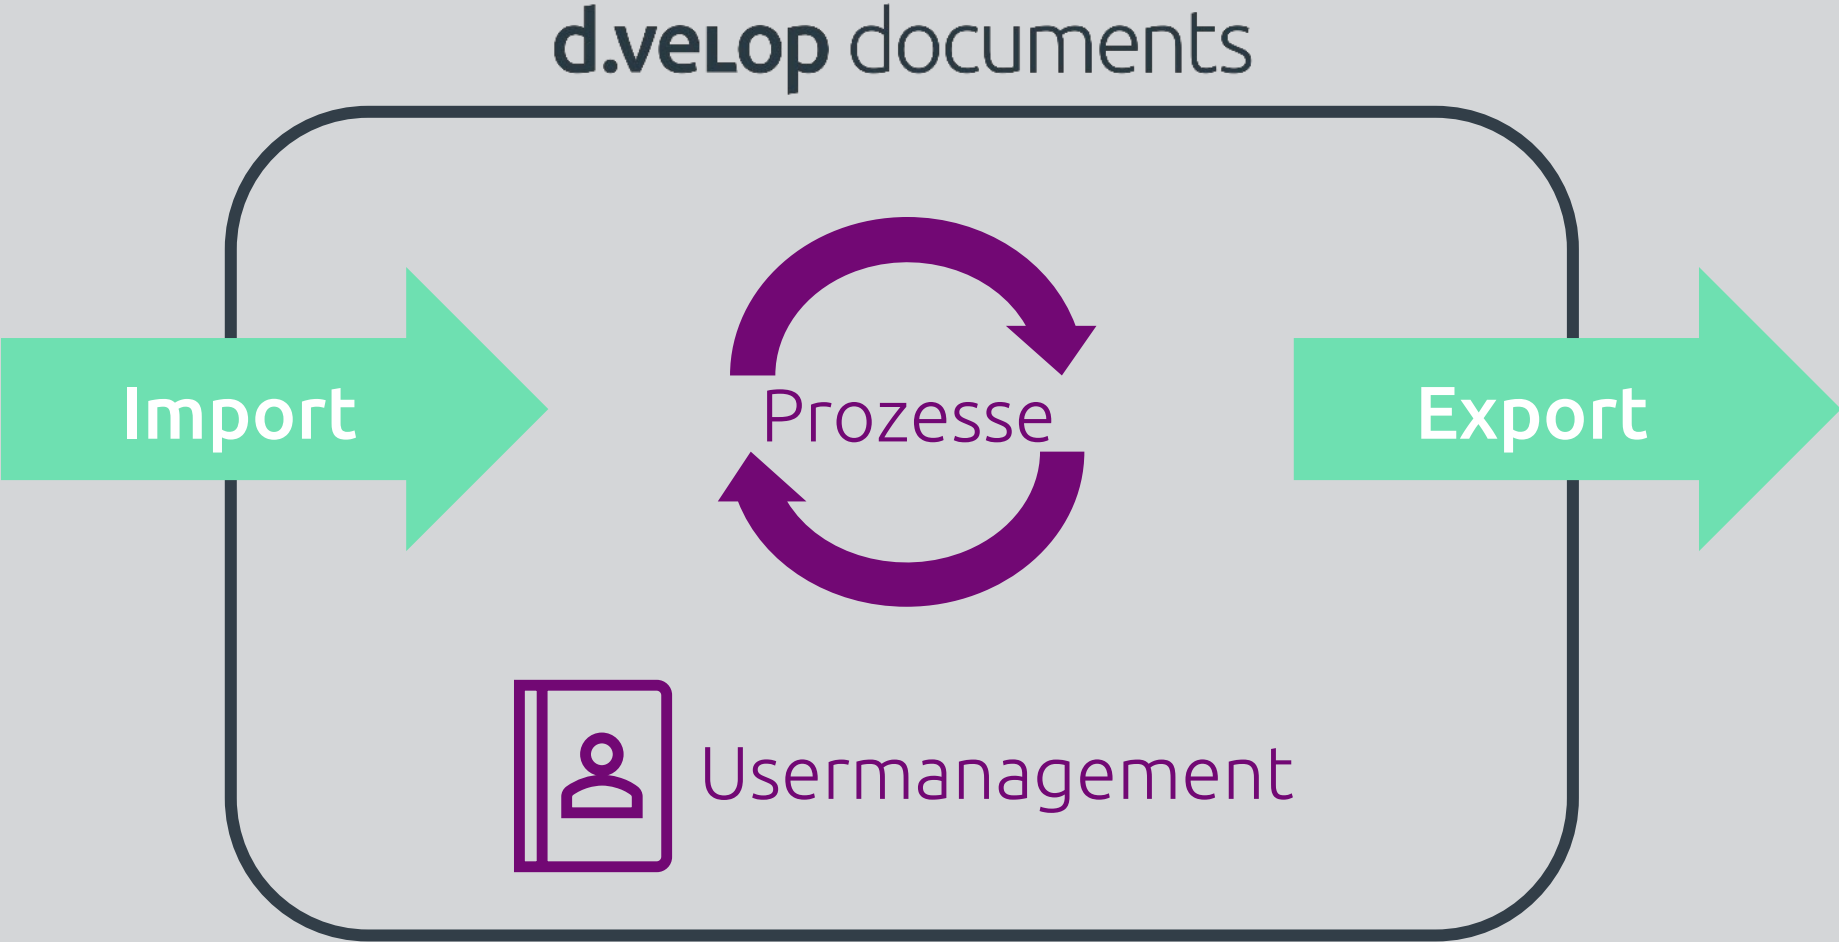 d.velop documents
Import
Prozesse
Export
Usermanagement